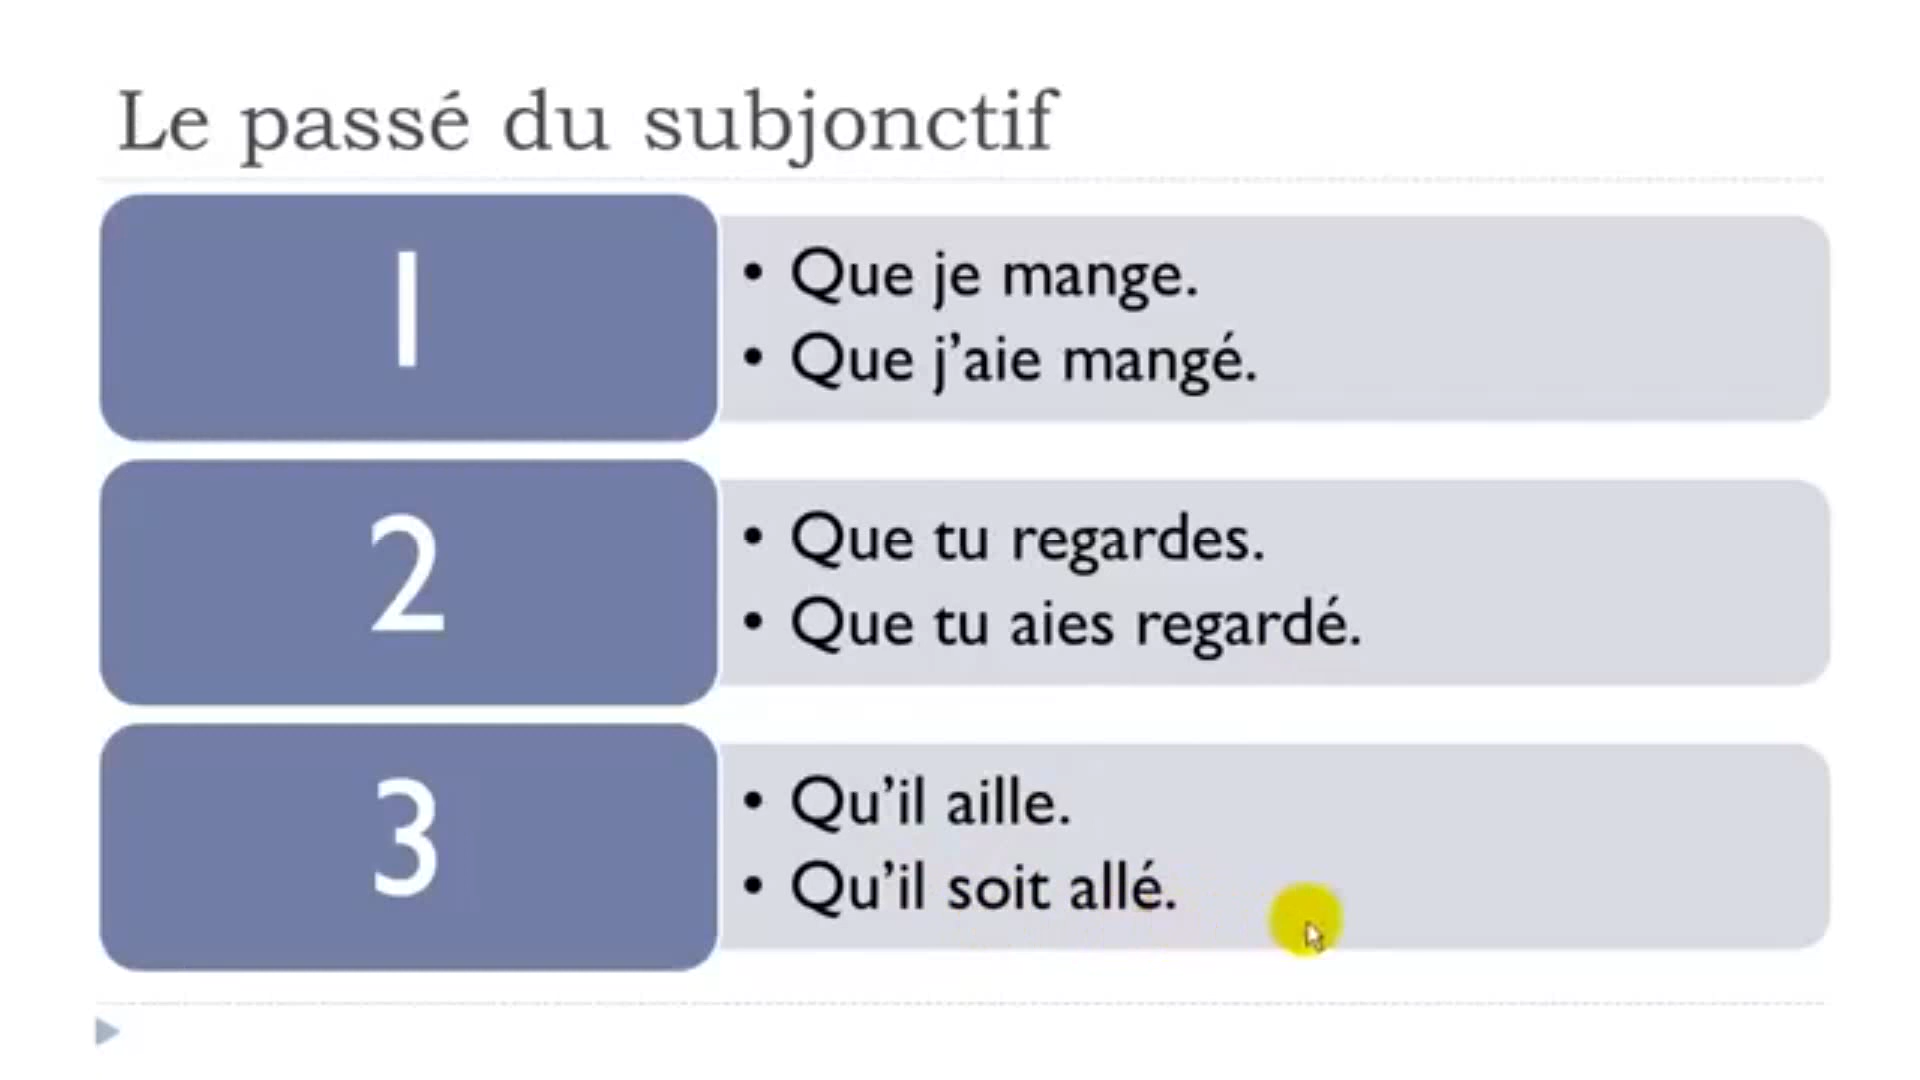 Le passé du subjonctif
1
• Que je mange.
• Que j’aie mangé.
2
• Que tu regardes.
• Que tu aies regardé.
3
• Qu’il aille.
• Qu’il soit allé.